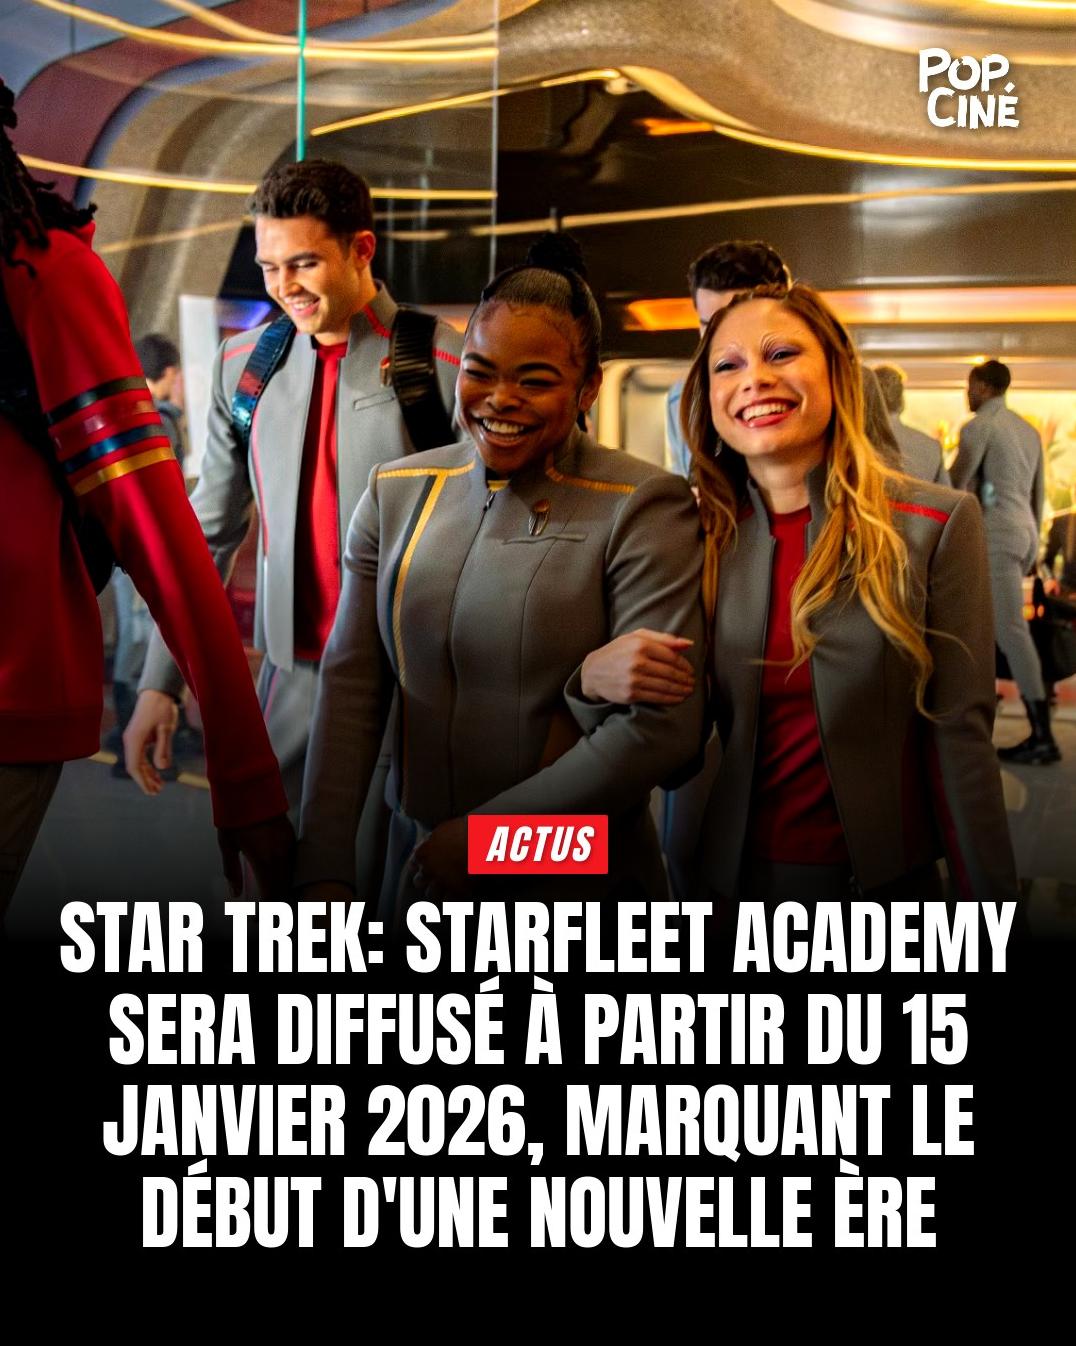 POP.
CINÉ
ACTUS
STAR TREK: STARFLEET ACADEMY
SERA DIFFUSÉ À PARTIR DU 15
JANVIER 2026, MARQUANT LE
DÉBUT D'UNE NOUVELLE ÈRE